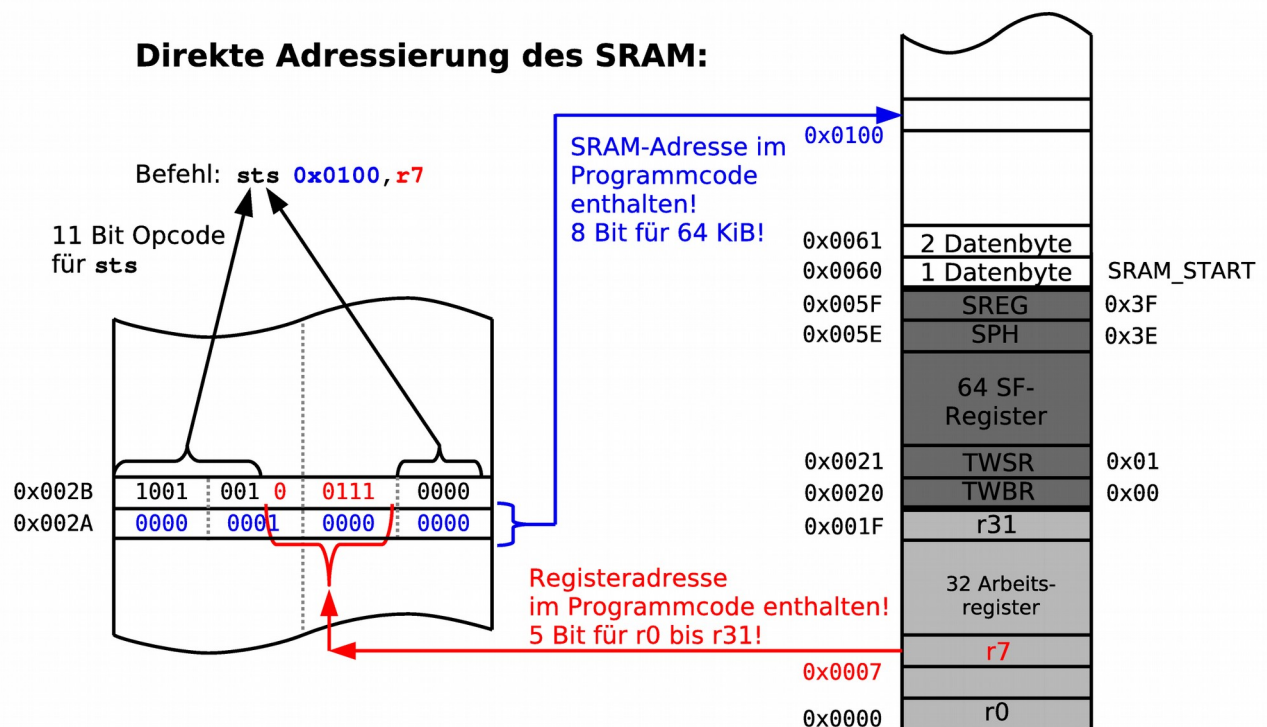 Direkte Adressierung des SRAM:
Befehl: sts 0x0100,r7
11 Bit Opcode
für sts
0x0100
SRAM-Adresse im
Programmcode
enthalten!
8 Bit für 64 KiB!
0x0061 2 Datenbyte
0x0060 1 Datenbyte SRAM_START
0x005F SREG 0x3F
0x005E SPH 0x3E
64 SF-
Register
0x0021 TWSR 0x01
0x0020 TWBR 0x00
0x001F r31
32 Arbeits-
register
r7
0x0007
0x0000 r0
0x002B 1001 001 0 0111 0000
0x002A 0000 0001 0000 0000
Registeradresse
im Programmcode enthalten!
5 Bit für r0 bis r31!